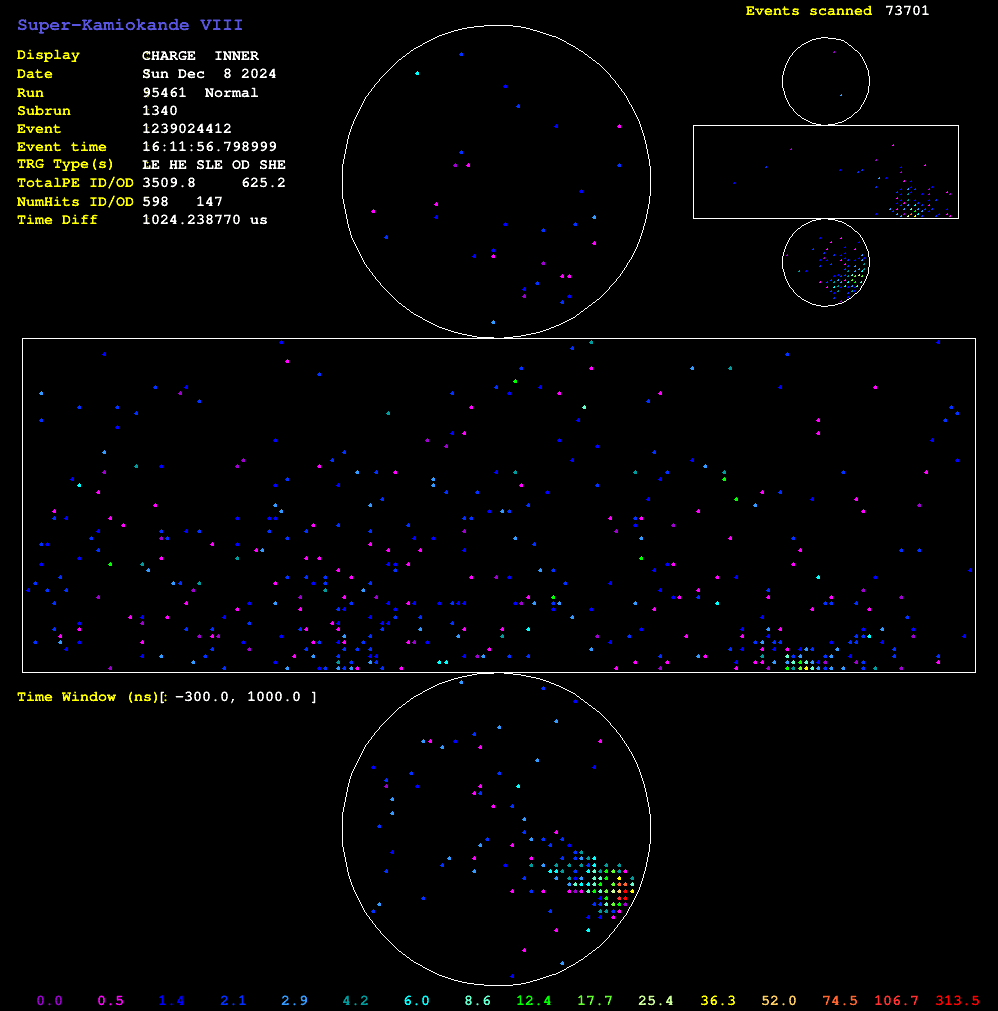 Super-Kamiokande VIII
Events scanned 73701
Display CHARGE INNER
Date Sun Dec 8 2024
Run 95461 Normal
Subrun 1340
Event 1239024412
Event time 16:11:56.798999
TRG Type(s) LE HE SLE OD SHE
TotalPE ID/OD 3509.8 625.2
NumHits ID/OD 598 147
Time Diff 1024.238770 us
Time Window (ns)[: -300.0, 1000.0 ]
0.0 0.5 1.4 2.1 2.9 4.2 6.0 8.6 12.4 17.7 25.4 36.3 52.0 74.5 106.7 313.5